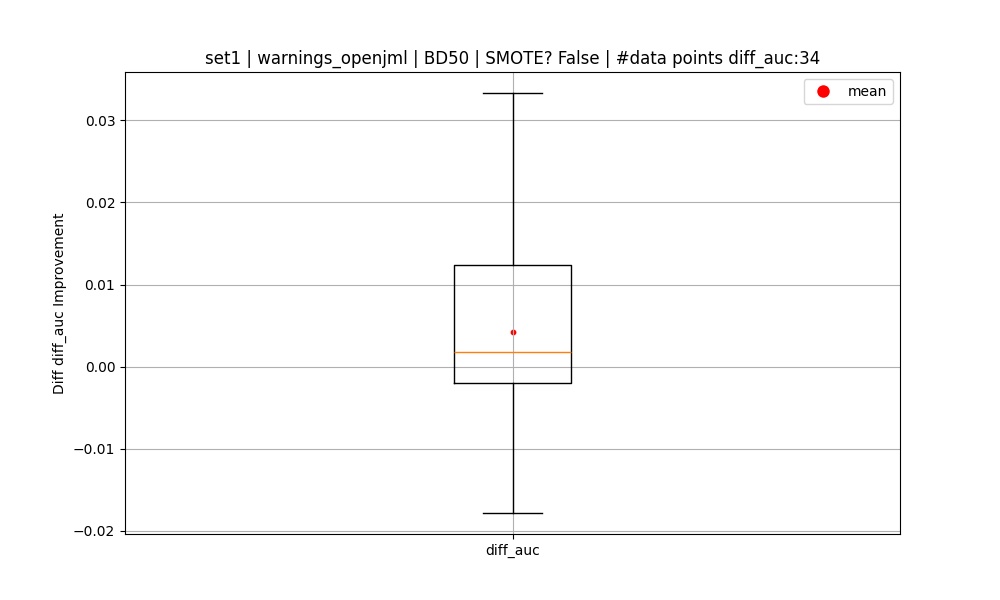 set1 | warnings_openjml | BD50 | SMOTE? False | #data points diff_auc:34
mean
Diff diff_auc Improvement
0.03
0.02
0.01
0.00
−0.01
−0.02
diff_auc